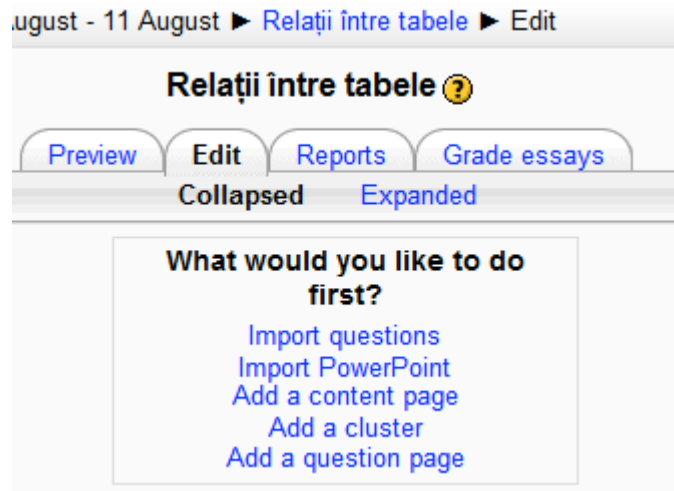 ugust - 11 August ► Relații între tabele ► Edit
Relații între tabele ?
Preview Edit Reports Grade essays
Collapsed Expanded
What would you like to do
first?
Import questions
Import PowerPoint
Add a content page
Add a cluster
Add a question page